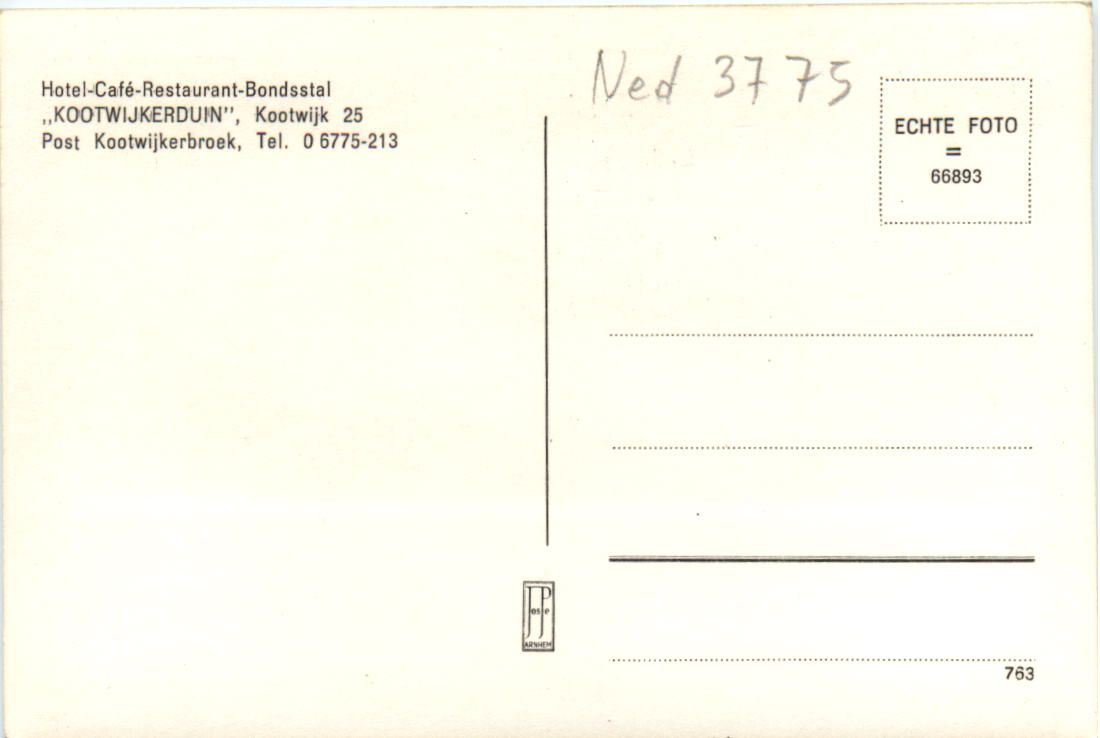 Hotel-Café-Restaurant-Bondsstal
„KOOTWIJKERDUIN”, Kootwijk 25
Post Kootwijkerbroek, Tel. 0 6775-213
Ned 3775
ECHTE FOTO
=
66893
ARNHEM
763